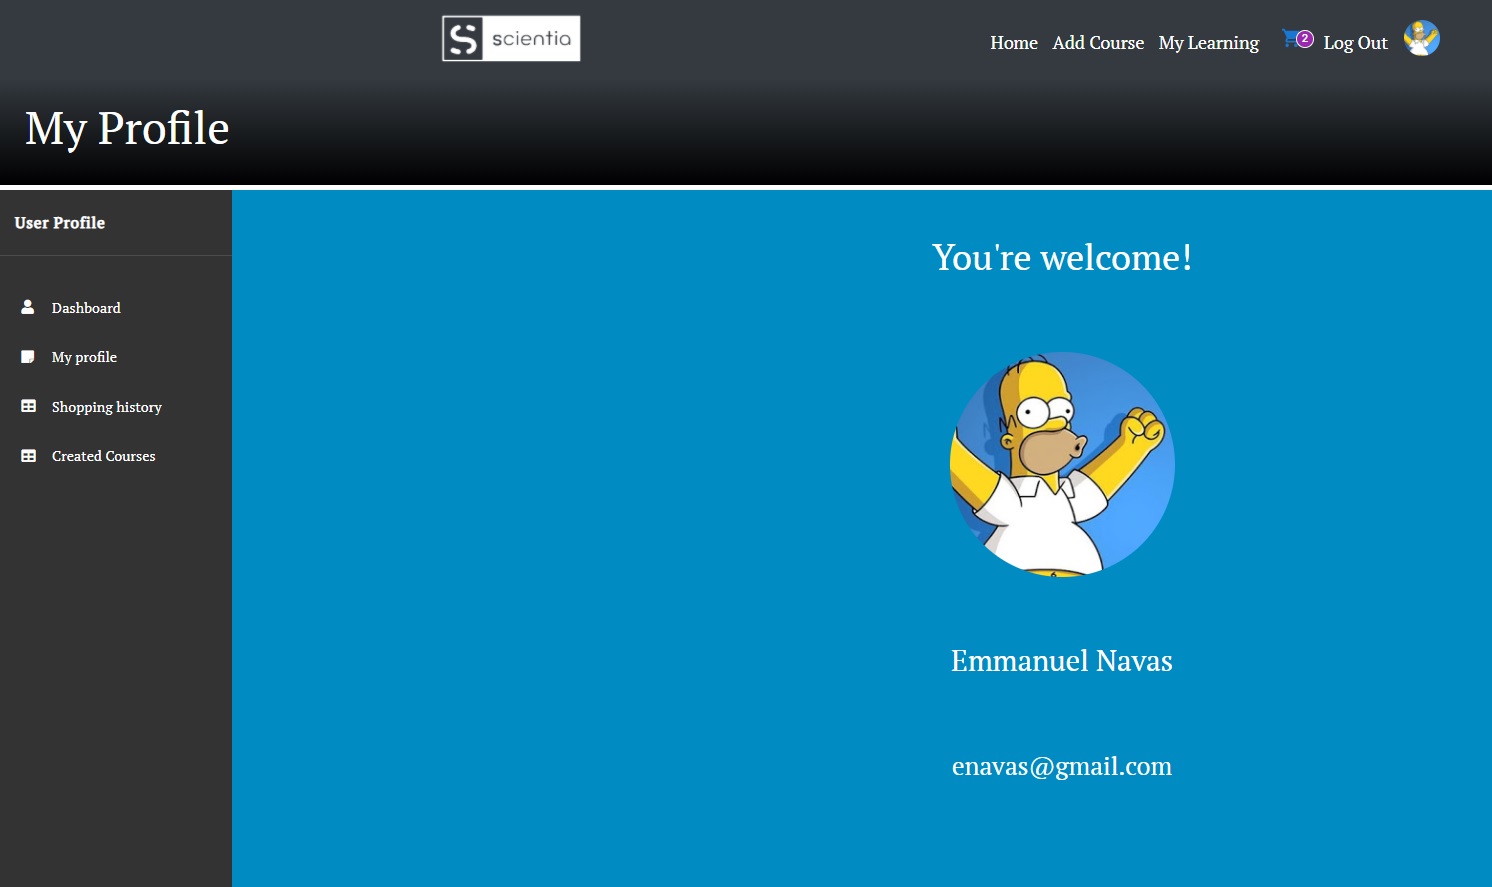 scientia
Home Add Course My Learning 2 Log Out
My Profile
User Profile
Dashboard
My profile
Shopping history
Created Courses
You're welcome!
Emmanuel Navas
enavas@gmail.com